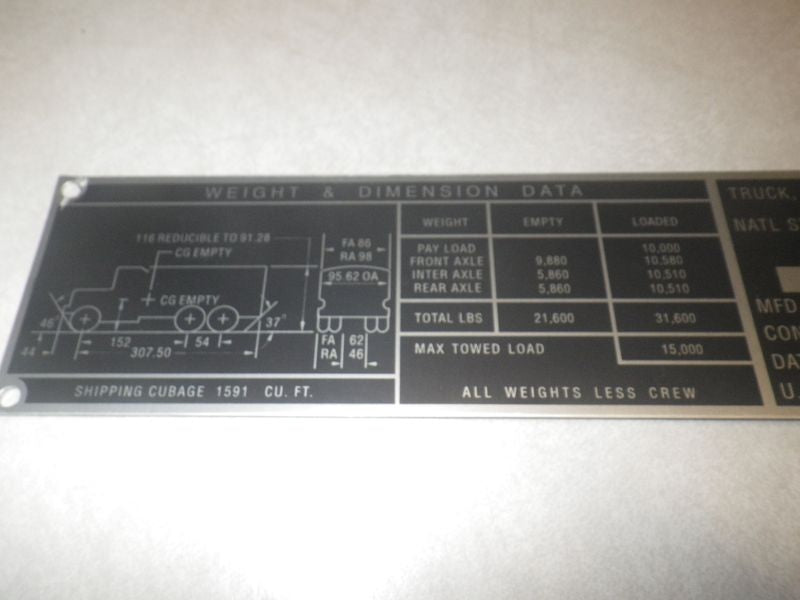 WEIGHT & DIMENSION DATA
116 REDUCIBLE TO 91.28
CG EMPTY
CG EMPTY
46°
37°
44
152
54
307.50
FA 86
RA 98
95.62 OA
FA 62
RA 46
SHIPPING CUBAGE 1591 CU. FT.
WEIGHT EMPTY LOADED
PAY LOAD 10,000
FRONT AXLE 9,880 10,580
INTER AXLE 5,860 10,510
REAR AXLE 5,860 10,510
TOTAL LBS 21,600 31,600
MAX TOWED LOAD 15,000
ALL WEIGHTS LESS CREW
TRUCK,
NATL S
MFD
CON
DAT
U.